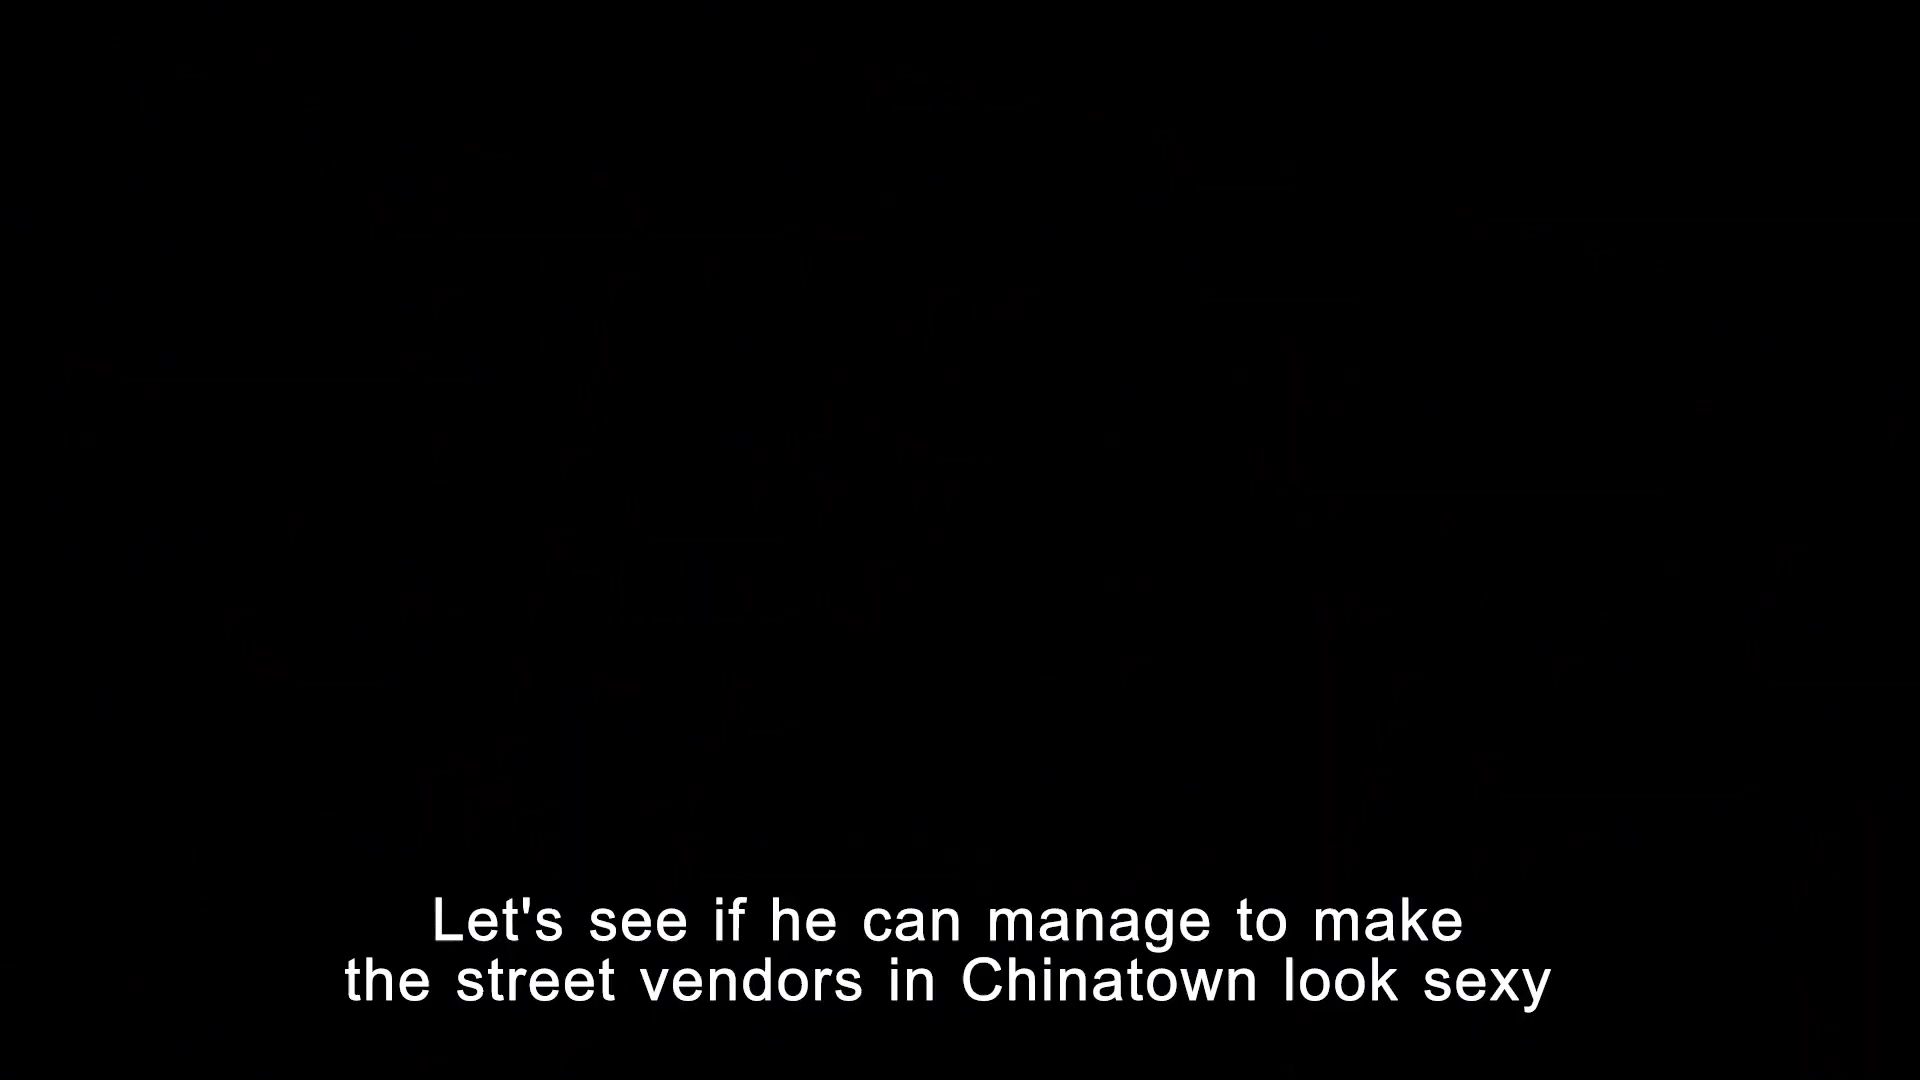 Let's see if he can manage to make
the street vendors in Chinatown look sexy